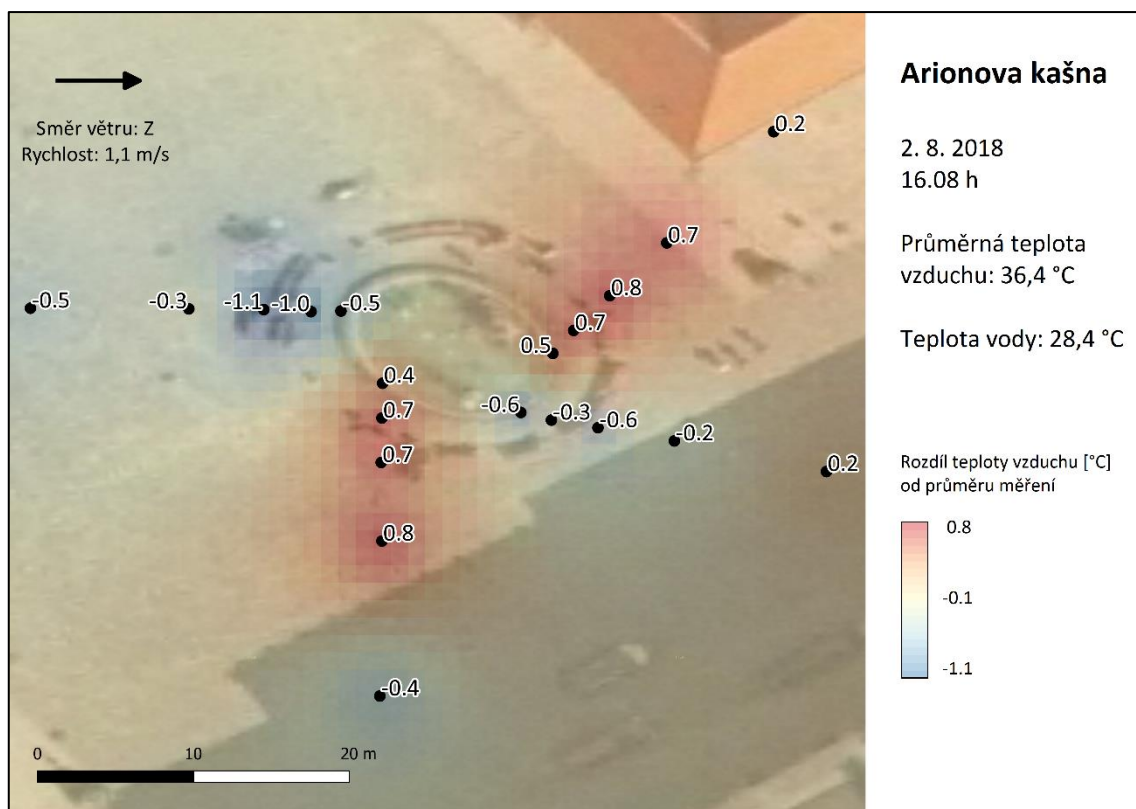 Směr větru: Z
Rychlost: 1,1 m/s
0.2
0.7
0.8
0.7
0.5
-0.5
-0.3
-1.1
-1.0
-0.5
0.4
0.7
0.7
0.8
-0.6
-0.3
-0.6
-0.2
0.2
-0.4
0
10
20 m
Arionova kašna
2. 8. 2018
16.08 h
Průměrná teplota
vzduchu: 36,4 °C
Teplota vody: 28,4 °C
Rozdíl teploty vzduchu [°C]
od průměru měření
0.8
-0.1
-1.1